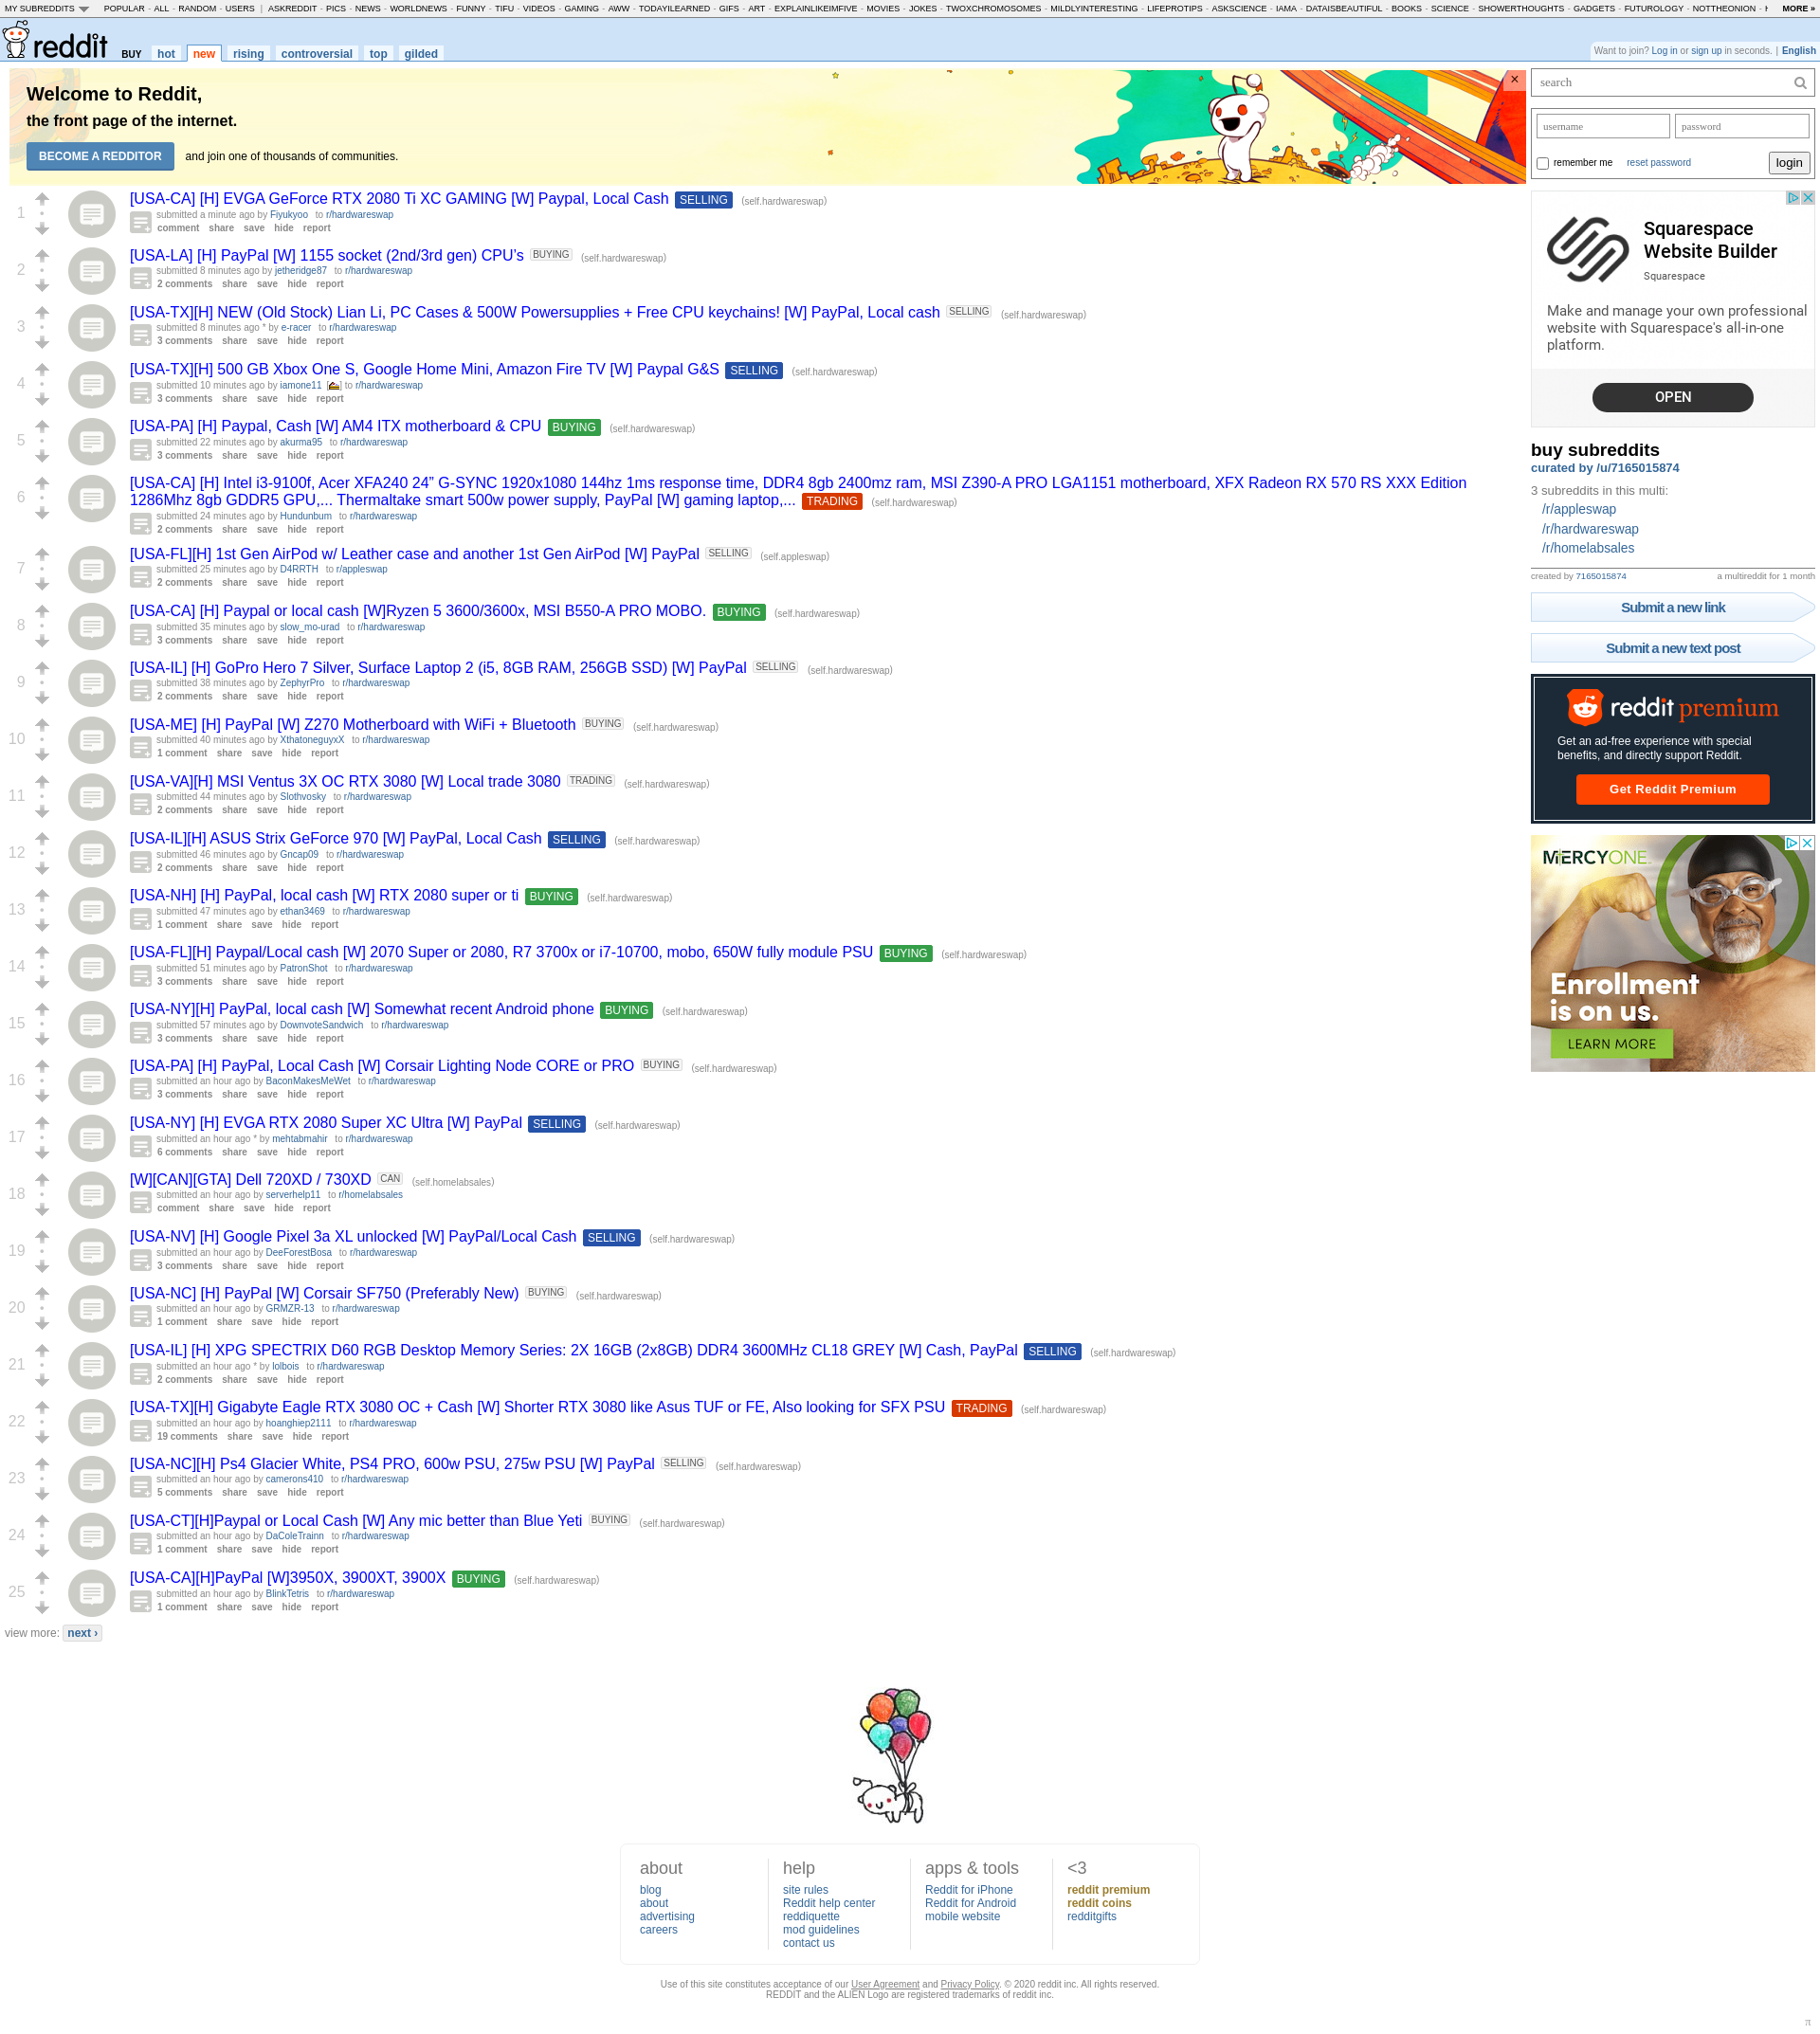 MY SUBREDDITS POPULAR - ALL - RANDOM - USERS | ASKREDDIT - PICS - NEWS - WORLDNEWS - FUNNY - TIFU - VIDEOS - GAMING - AWW - TODAYILEARNED - GIFS - ART - EXPLAINLIKEIMFIVE - MOVIES - JOKES - TWOXCHROMOSOMES - MILDLYINTERESTING - LIFEPROTIPS - ASKSCIENCE - IAMA - DATAISBEAUTIFUL - BOOKS - SCIENCE - SHOWERTHOUGHTS - GADGETS - FUTUROLOGY - NOTTHEONION - MORE »
reddit BUY hot new rising controversial top gilded
Want to join? Log in or sign up in seconds. | English
Welcome to Reddit,
the front page of the internet.
BECOME A REDDITOR and join one of thousands of communities.
×
1
[USA-CA] [H] EVGA GeForce RTX 2080 Ti XC GAMING [W] Paypal, Local Cash SELLING (self.hardwareswap)
submitted a minute ago by Fiyukyoo to r/hardwareswap
comment share save hide report
2
[USA-LA] [H] PayPal [W] 1155 socket (2nd/3rd gen) CPU's BUYING (self.hardwareswap)
submitted 8 minutes ago by jetheridge87 to r/hardwareswap
2 comments share save hide report
3
[USA-TX][H] NEW (Old Stock) Lian Li, PC Cases & 500W Powersupplies + Free CPU keychains! [W] PayPal, Local cash SELLING (self.hardwareswap)
submitted 8 minutes ago * by e-racer to r/hardwareswap
3 comments share save hide report
4
[USA-TX][H] 500 GB Xbox One S, Google Home Mini, Amazon Fire TV [W] Paypal G&S SELLING (self.hardwareswap)
submitted 10 minutes ago by iamone11 [] to r/hardwareswap
3 comments share save hide report
5
[USA-PA] [H] Paypal, Cash [W] AM4 ITX motherboard & CPU BUYING (self.hardwareswap)
submitted 22 minutes ago by akurma95 to r/hardwareswap
3 comments share save hide report
6
[USA-CA] [H] Intel i3-9100f, Acer XFA240 24” G-SYNC 1920x1080 144hz 1ms response time, DDR4 8gb 2400mz ram, MSI Z390-A PRO LGA1151 motherboard, XFX Radeon RX 570 RS XXX Edition
1286Mhz 8gb GDDR5 GPU,... Thermaltake smart 500w power supply, PayPal [W] gaming laptop,... TRADING (self.hardwareswap)
submitted 24 minutes ago by Hundunbum to r/hardwareswap
2 comments share save hide report
7
[USA-FL][H] 1st Gen AirPod w/ Leather case and another 1st Gen AirPod [W] PayPal SELLING (self.appleswap)
submitted 25 minutes ago by D4RRTH to r/appleswap
2 comments share save hide report
8
[USA-CA] [H] Paypal or local cash [W]Ryzen 5 3600/3600x, MSI B550-A PRO MOBO. BUYING (self.hardwareswap)
submitted 35 minutes ago by slow_mo-urad to r/hardwareswap
3 comments share save hide report
9
[USA-IL] [H] GoPro Hero 7 Silver, Surface Laptop 2 (i5, 8GB RAM, 256GB SSD) [W] PayPal SELLING (self.hardwareswap)
submitted 38 minutes ago by ZephyrPro to r/hardwareswap
2 comments share save hide report
10
[USA-ME] [H] PayPal [W] Z270 Motherboard with WiFi + Bluetooth BUYING (self.hardwareswap)
submitted 40 minutes ago by XthatoneguyxX to r/hardwareswap
1 comment share save hide report
11
[USA-VA][H] MSI Ventus 3X OC RTX 3080 [W] Local trade 3080 TRADING (self.hardwareswap)
submitted 44 minutes ago by Slothvosky to r/hardwareswap
2 comments share save hide report
12
[USA-IL][H] ASUS Strix GeForce 970 [W] PayPal, Local Cash SELLING (self.hardwareswap)
submitted 46 minutes ago by Gncap09 to r/hardwareswap
2 comments share save hide report
13
[USA-NH] [H] PayPal, local cash [W] RTX 2080 super or ti BUYING (self.hardwareswap)
submitted 47 minutes ago by ethan3469 to r/hardwareswap
1 comment share save hide report
14
[USA-FL][H] Paypal/Local cash [W] 2070 Super or 2080, R7 3700x or i7-10700, mobo, 650W fully module PSU BUYING (self.hardwareswap)
submitted 51 minutes ago by PatronShot to r/hardwareswap
3 comments share save hide report
15
[USA-NY][H] PayPal, local cash [W] Somewhat recent Android phone BUYING (self.hardwareswap)
submitted 57 minutes ago by DownvoteSandwich to r/hardwareswap
3 comments share save hide report
16
[USA-PA] [H] PayPal, Local Cash [W] Corsair Lighting Node CORE or PRO BUYING (self.hardwareswap)
submitted an hour ago by BaconMakesMeWet to r/hardwareswap
3 comments share save hide report
17
[USA-NY] [H] EVGA RTX 2080 Super XC Ultra [W] PayPal SELLING (self.hardwareswap)
submitted an hour ago * by mehtabmahir to r/hardwareswap
6 comments share save hide report
18
[W][CAN][GTA] Dell 720XD / 730XD CAN (self.homelabsales)
submitted an hour ago by serverhelp11 to r/homelabsales
comment share save hide report
19
[USA-NV] [H] Google Pixel 3a XL unlocked [W] PayPal/Local Cash SELLING (self.hardwareswap)
submitted an hour ago by DeeForestBosa to r/hardwareswap
3 comments share save hide report
20
[USA-NC] [H] PayPal [W] Corsair SF750 (Preferably New) BUYING (self.hardwareswap)
submitted an hour ago by GRMZR-13 to r/hardwareswap
1 comment share save hide report
21
[USA-IL] [H] XPG SPECTRIX D60 RGB Desktop Memory Series: 2X 16GB (2x8GB) DDR4 3600MHz CL18 GREY [W] Cash, PayPal SELLING (self.hardwareswap)
submitted an hour ago * by lolbois to r/hardwareswap
2 comments share save hide report
22
[USA-TX][H] Gigabyte Eagle RTX 3080 OC + Cash [W] Shorter RTX 3080 like Asus TUF or FE, Also looking for SFX PSU TRADING (self.hardwareswap)
submitted an hour ago by hoanghiep2111 to r/hardwareswap
19 comments share save hide report
23
[USA-NC][H] Ps4 Glacier White, PS4 PRO, 600w PSU, 275w PSU [W] PayPal SELLING (self.hardwareswap)
submitted an hour ago by camerons410 to r/hardwareswap
5 comments share save hide report
24
[USA-CT][H]Paypal or Local Cash [W] Any mic better than Blue Yeti BUYING (self.hardwareswap)
submitted an hour ago by DaColeTrainn to r/hardwareswap
1 comment share save hide report
25
[USA-CA][H]PayPal [W]3950X, 3900XT, 3900X BUYING (self.hardwareswap)
submitted an hour ago by BlinkTetris to r/hardwareswap
1 comment share save hide report
view more: next ›
search
username password
remember me reset password login
Squarespace
Website Builder
Squarespace
Make and manage your own professional
website with Squarespace's all-in-one
platform.
OPEN
buy subreddits
curated by /u/7165015874
3 subreddits in this multi:
/r/appleswap
/r/hardwareswap
/r/homelabsales
created by 7165015874 a multireddit for 1 month
Submit a new link
Submit a new text post
reddit premium
Get an ad-free experience with special
benefits, and directly support Reddit.
Get Reddit Premium
MERCYONE
Enrollment
is on us.
LEARN MORE
about
blog
about
advertising
careers
help
site rules
Reddit help center
reddiquette
mod guidelines
contact us
apps & tools
Reddit for iPhone
Reddit for Android
mobile website
<3
reddit premium
reddit coins
redditgifts
Use of this site constitutes acceptance of our User Agreement and Privacy Policy. © 2020 reddit inc. All rights reserved.
REDDIT and the ALIEN Logo are registered trademarks of reddit inc.
π